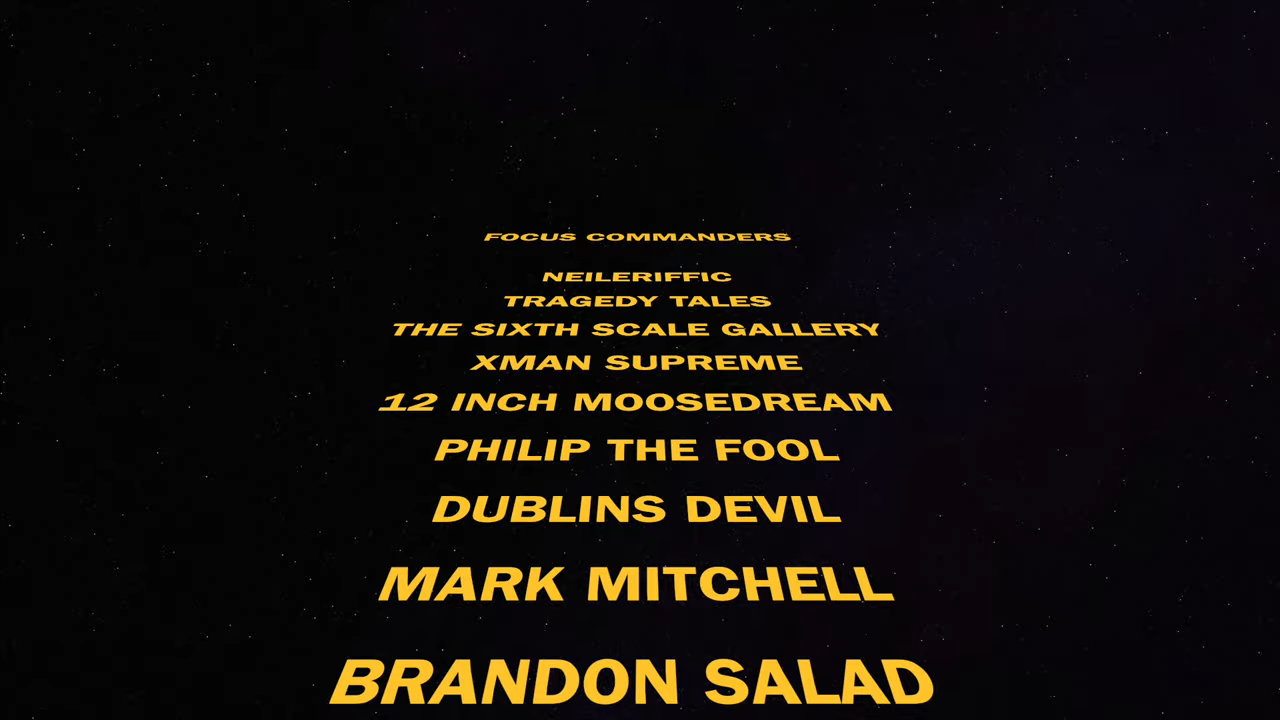 FOCUS COMMANDERS
NEILERIFFIC
TRAGEDY TALES
THE SIXTH SCALE GALLERY
XMAN SUPREME
12 INCH MOOSEDREAM
PHILIP THE FOOL
DUBLINS DEVIL
MARK MITCHELL
BRANDON SALAD